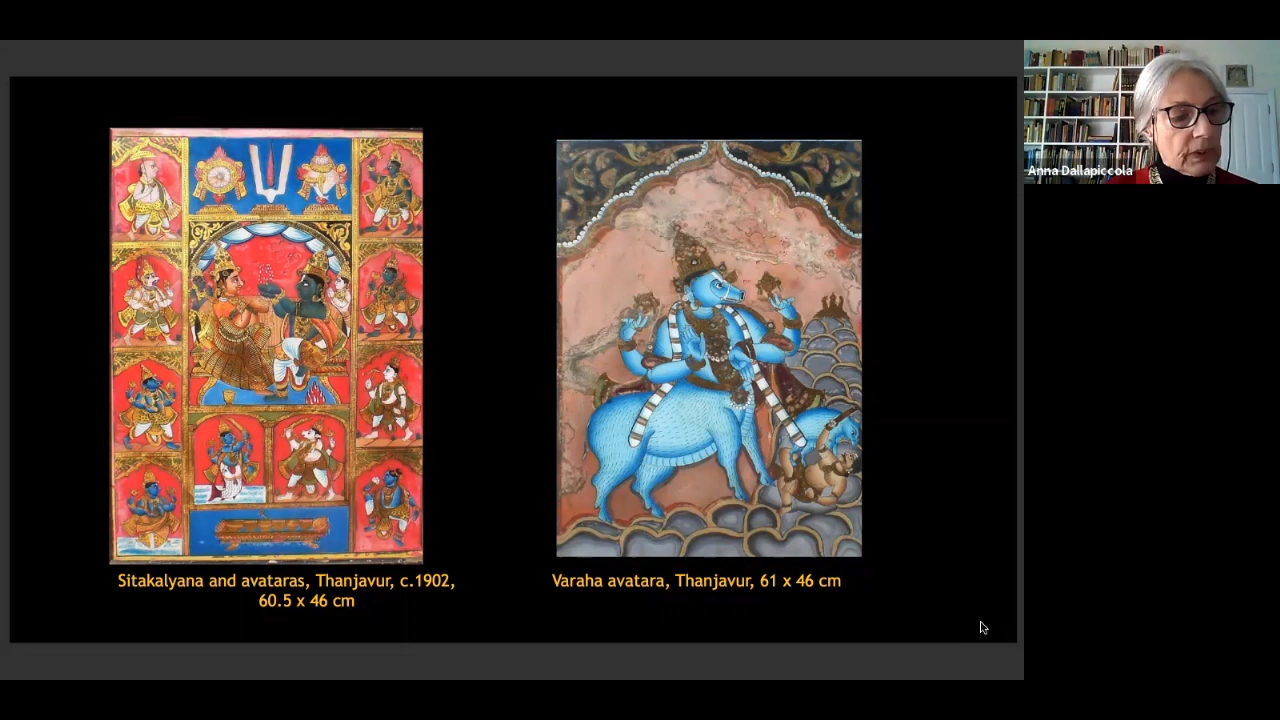 Anna Dallapiccola
Sitakalyana and avataras, Thanjavur, c.1902,
60.5 x 46 cm
Varaha avatara, Thanjavur, 61 x 46 cm